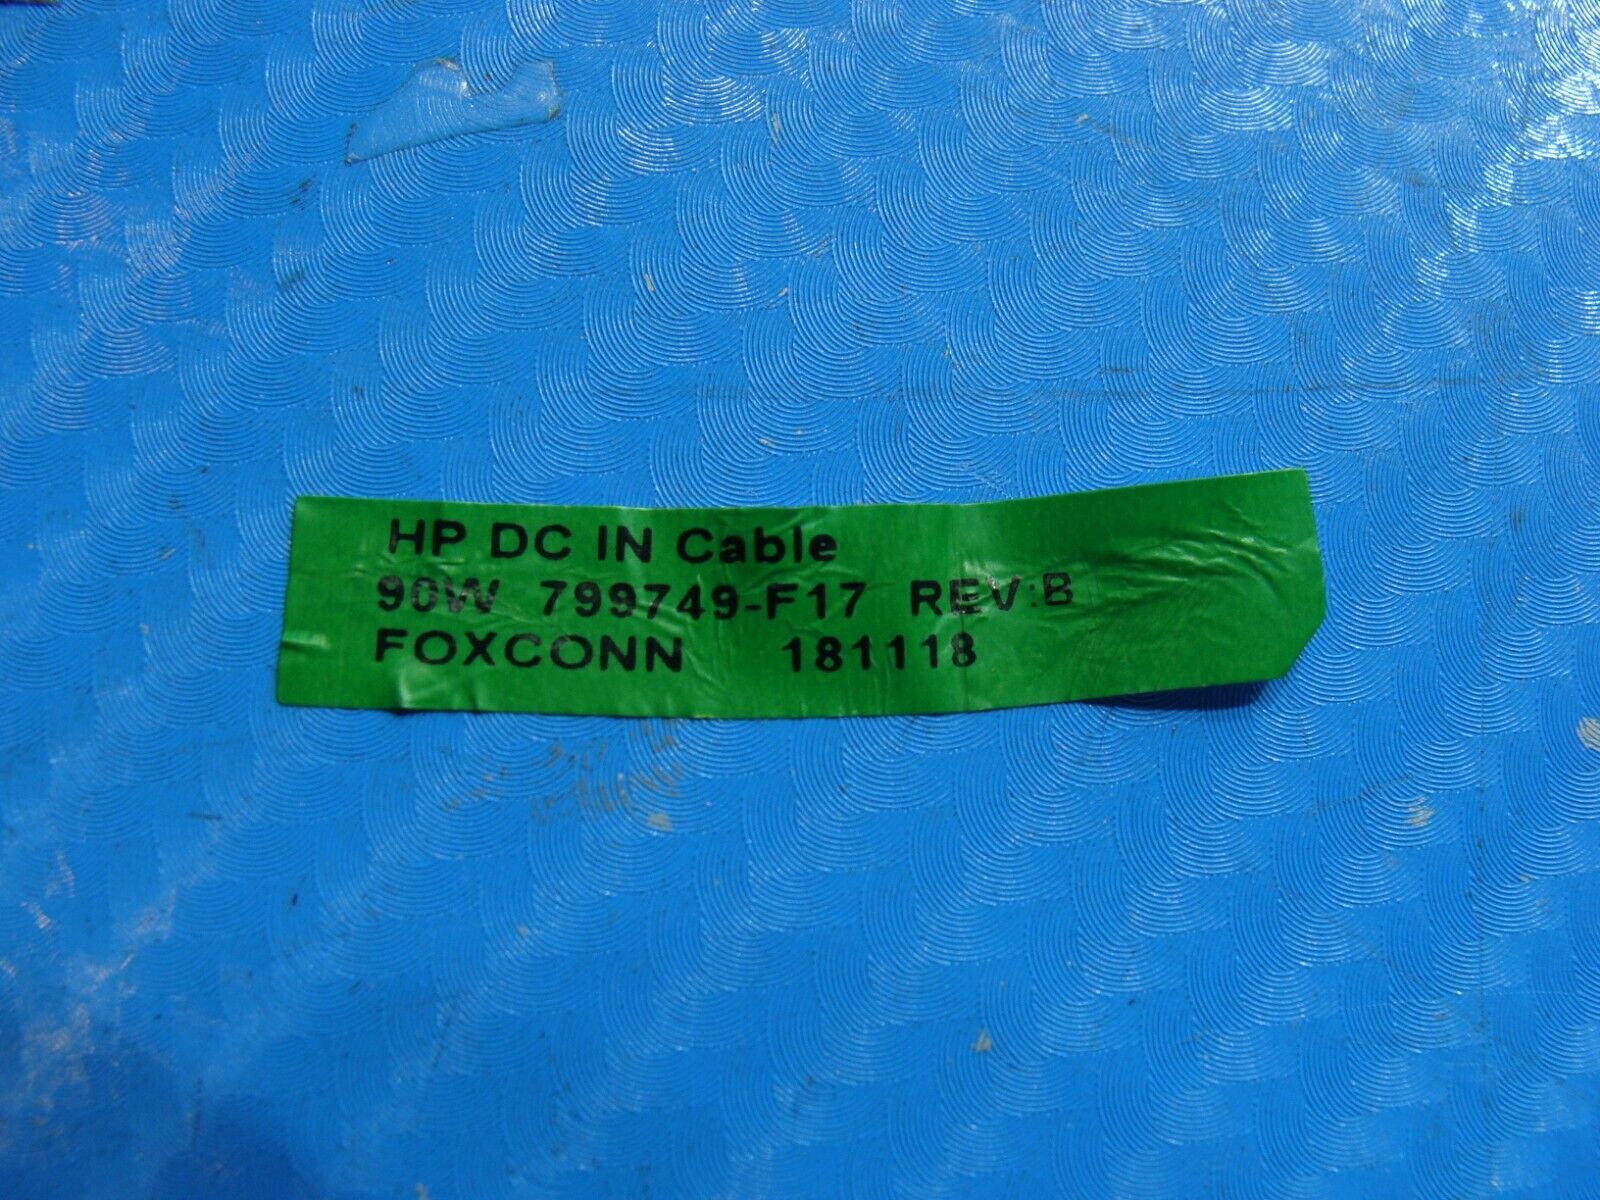 HP DC IN Cable
90W 799749-F17 REV:B
FOXCONN 181118